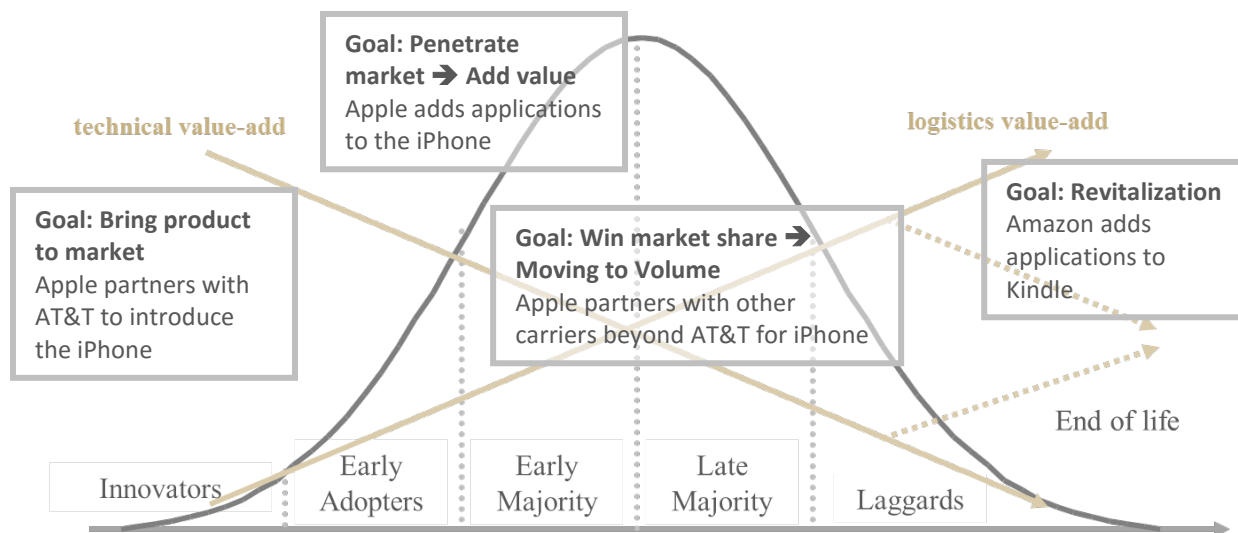 Goal: Penetrate
market ➔ Add value
Apple adds applications
to the iPhone
technical value-add
logistics value-add
Goal: Bring product
to market
Apple partners with
AT&T to introduce
the iPhone
Goal: Win market share ➔
Moving to Volume
Apple partners with other
carriers beyond AT&T for iPhone
Goal: Revitalization
Amazon adds
applications to
Kindle
End of life
Innovators
Early
Adopters
Early
Majority
Late
Majority
Laggards